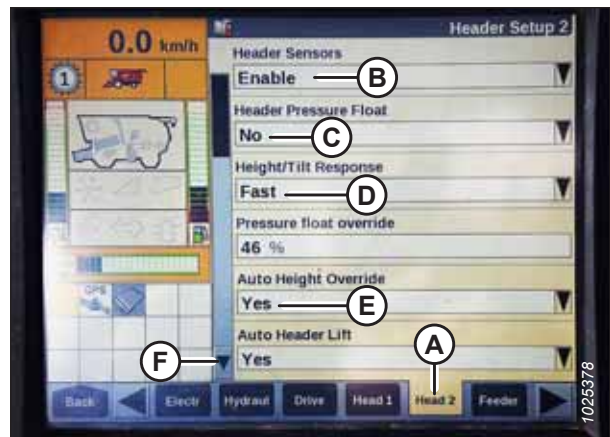 0.0 km/h
Header Setup 2
1
Header Sensors
Enable
B
Header Pressure Float
No
C
Height/Tilt Response
Fast
D
Pressure float override
46 %
Auto Height Override
Yes
E
GPS
Auto Header Lift
Yes
F
A
Back
Electr
Hydraul
Drive
Head 1
Head 2
Feeder
1025378